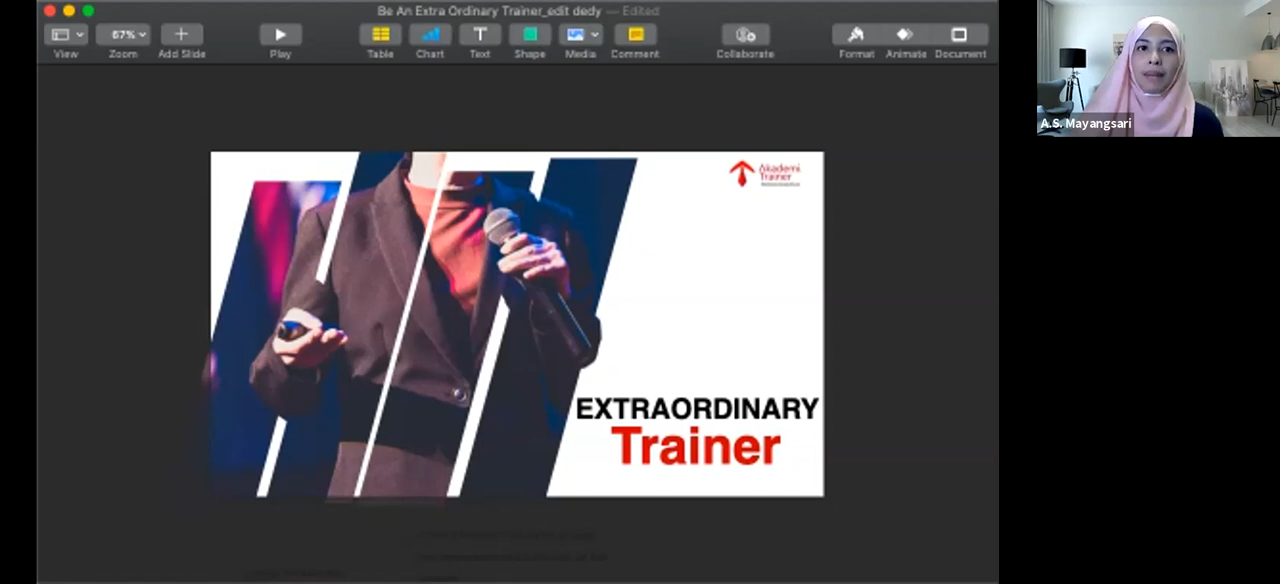 Be An Extra Ordinary Trainer_edit dedy — Edited
View
67%
Zoom
Add Slide
Play
Table
Chart
T
Text
Shape
Media
Comment
Collaborate
Format
Animate
Document
A.S. Mayangsari
Akademi
Trainer
EXTRAORDINARY
Trainer